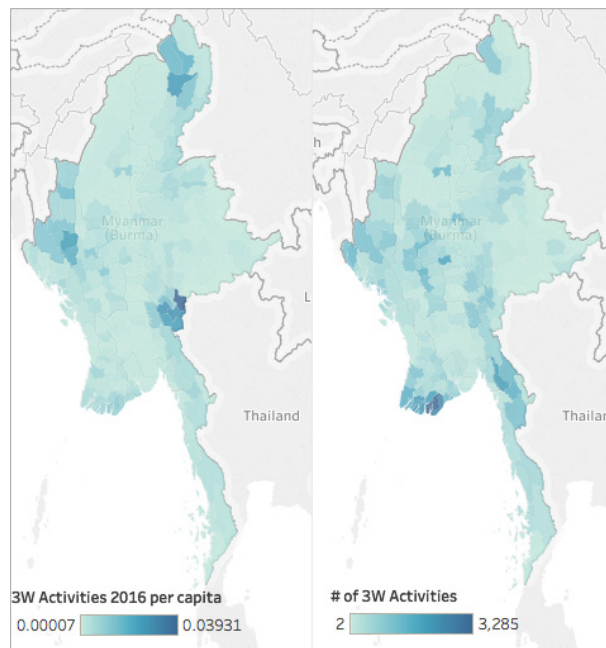 h
Myanmar
(Burma)
Myanmar
(Burma)
L
Thailand
Thailan
3W Activities 2016 per capita
# of 3W Activities
0.00007
0.03931
2
3,285